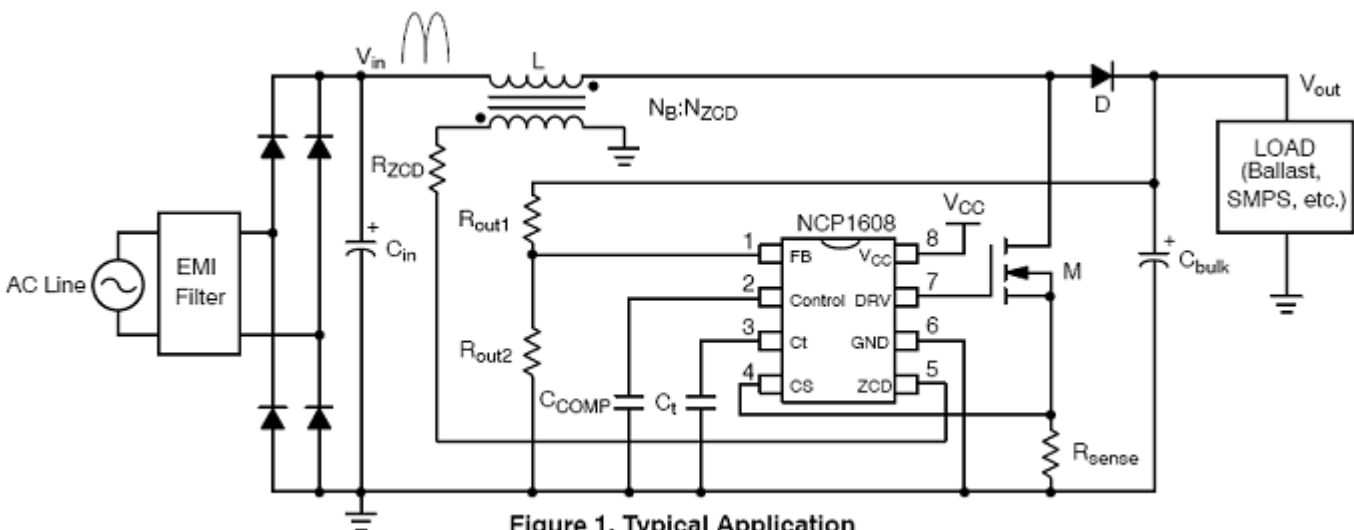 V_in
L
N_B:N_ZCD
D
V_out
LOAD
(Ballast,
SMPS, etc.)
R_ZCD
R_out1
NCP1608
V_CC
AC Line
EMI
Filter
+
C_in
1
FB
V_CC
8
2
Control
DRV
7
M
+
C_bulk
3
Ct
GND
6
R_out2
4
CS
ZCD
5
C_COMP
C_t
R_sense
Figure 1. Typical Application